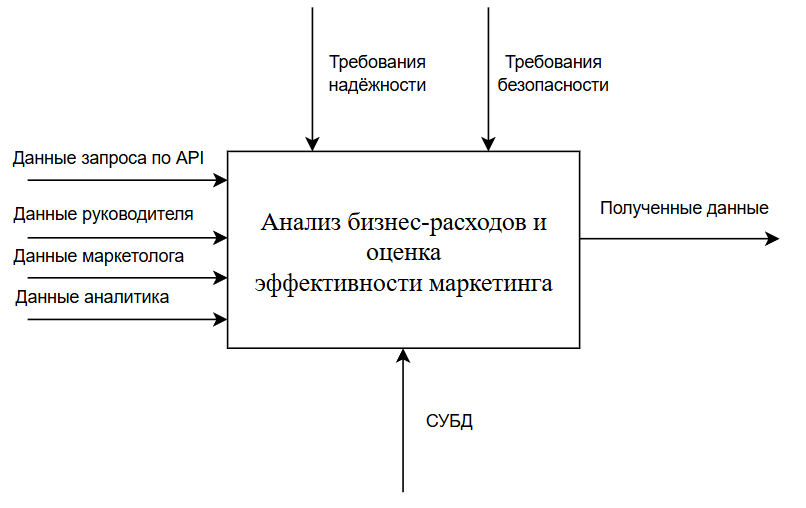 Требования
надёжности
Требования
безопасности
Данные запроса по API
Данные руководителя
Данные маркетолога
Данные аналитика
Анализ бизнес-расходов и
оценка
эффективности маркетинга
Полученные данные
СУБД